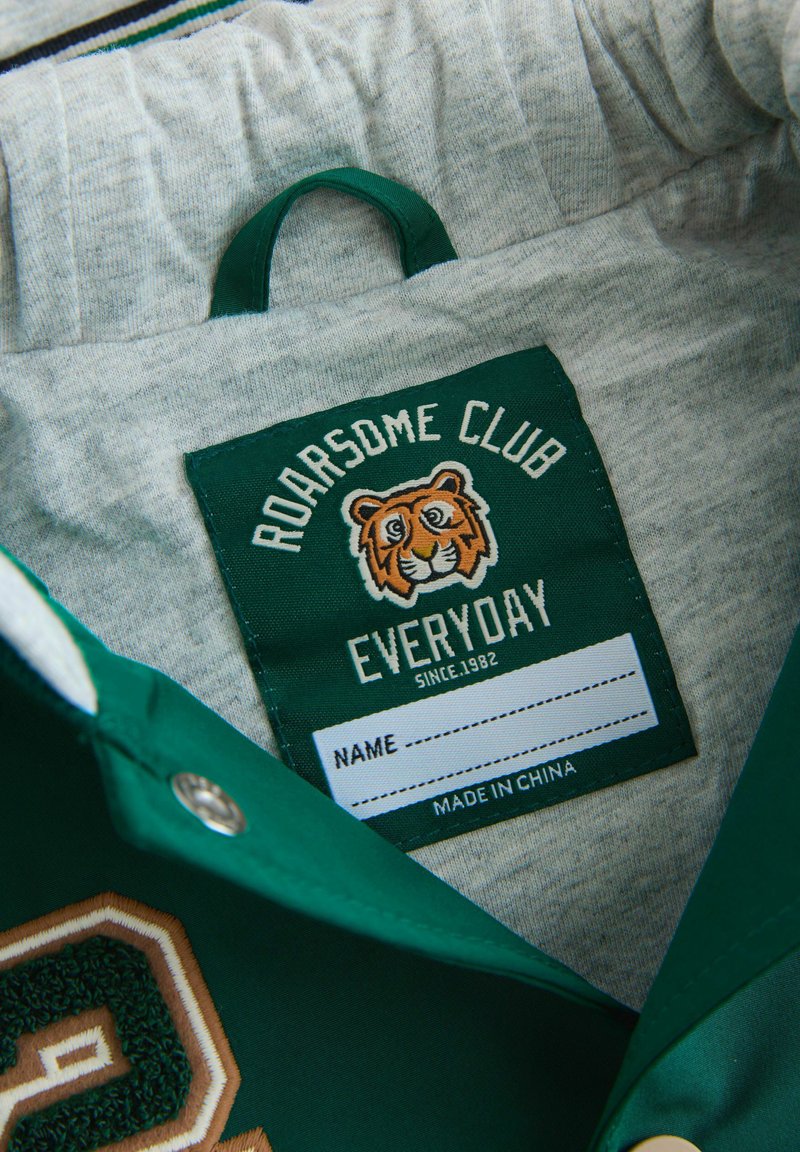 ROARSOME CLUB
EVERYDAY
SINCE.1982
NAME
MADE IN CHINA